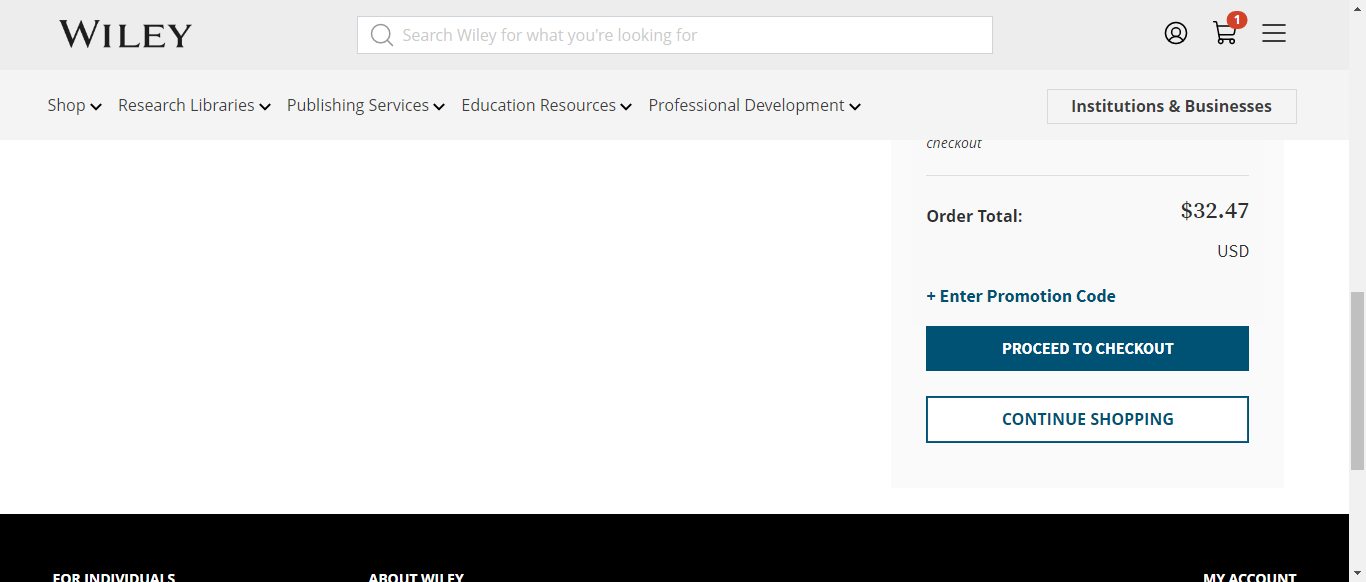 WILEY
Search Wiley for what you're looking for
1
Shop Research Libraries Publishing Services Education Resources Professional Development Institutions & Businesses
checkout
Order Total: $32.47
USD
+ Enter Promotion Code
PROCEED TO CHECKOUT
CONTINUE SHOPPING
FOR INDIVIDUALS ABOUT WILEY MY ACCOUNT